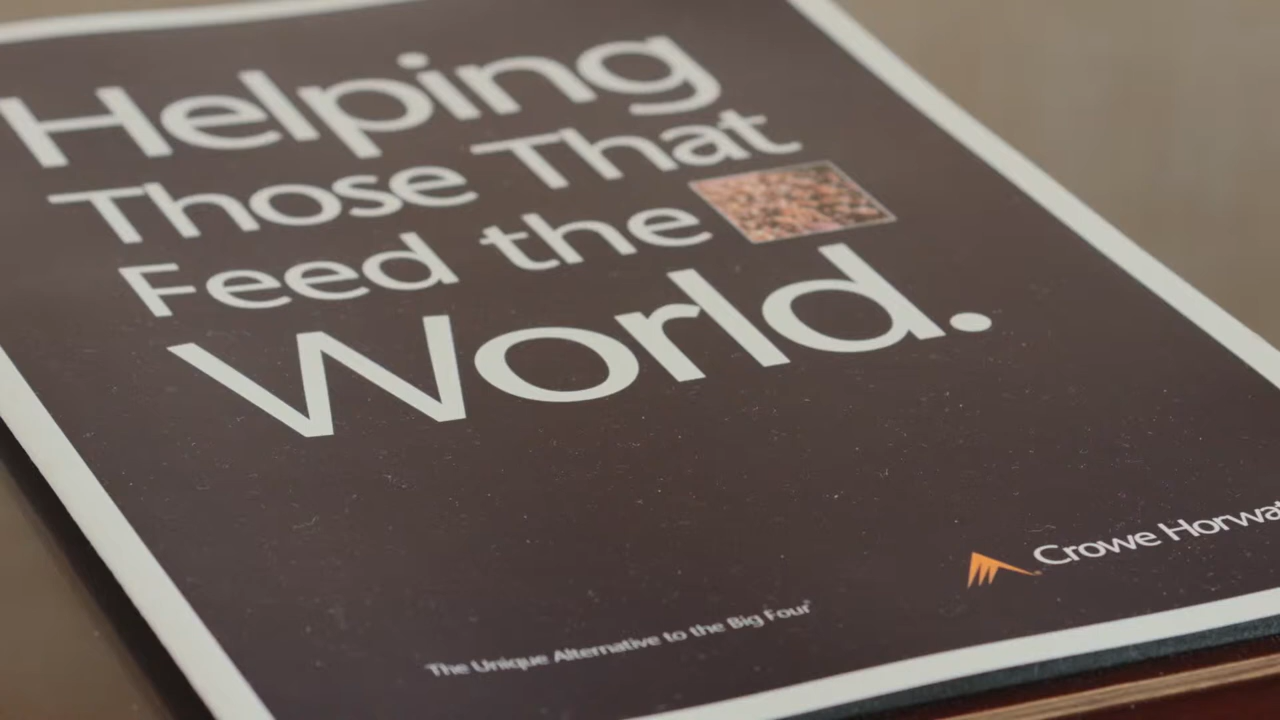 Helping
Those That
Feed the
World.
Crowe Horwat
The Unique Alternative to the Big Four®